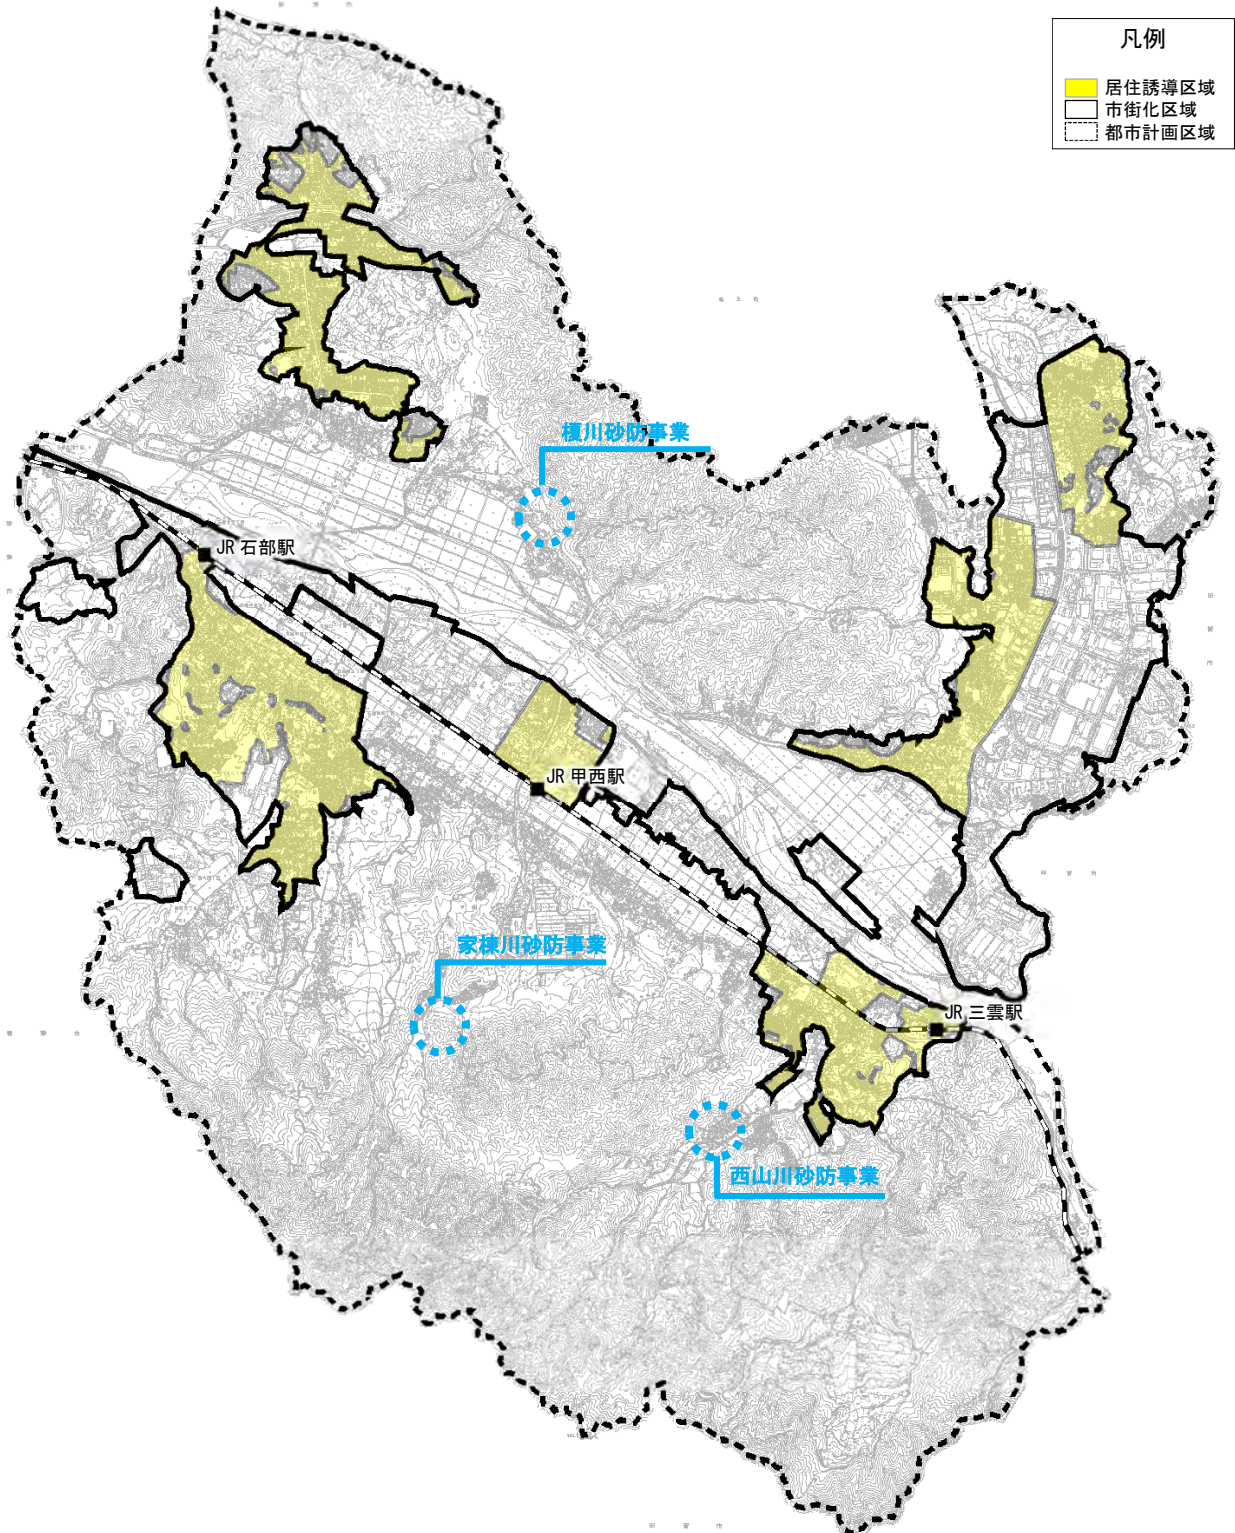 凡例
居住誘導区域
市街化区域
都市計画区域
榎川砂防事業
JR 石部駅
JR 甲西駅
家棟川砂防事業
JR 三雲駅
西山川砂防事業